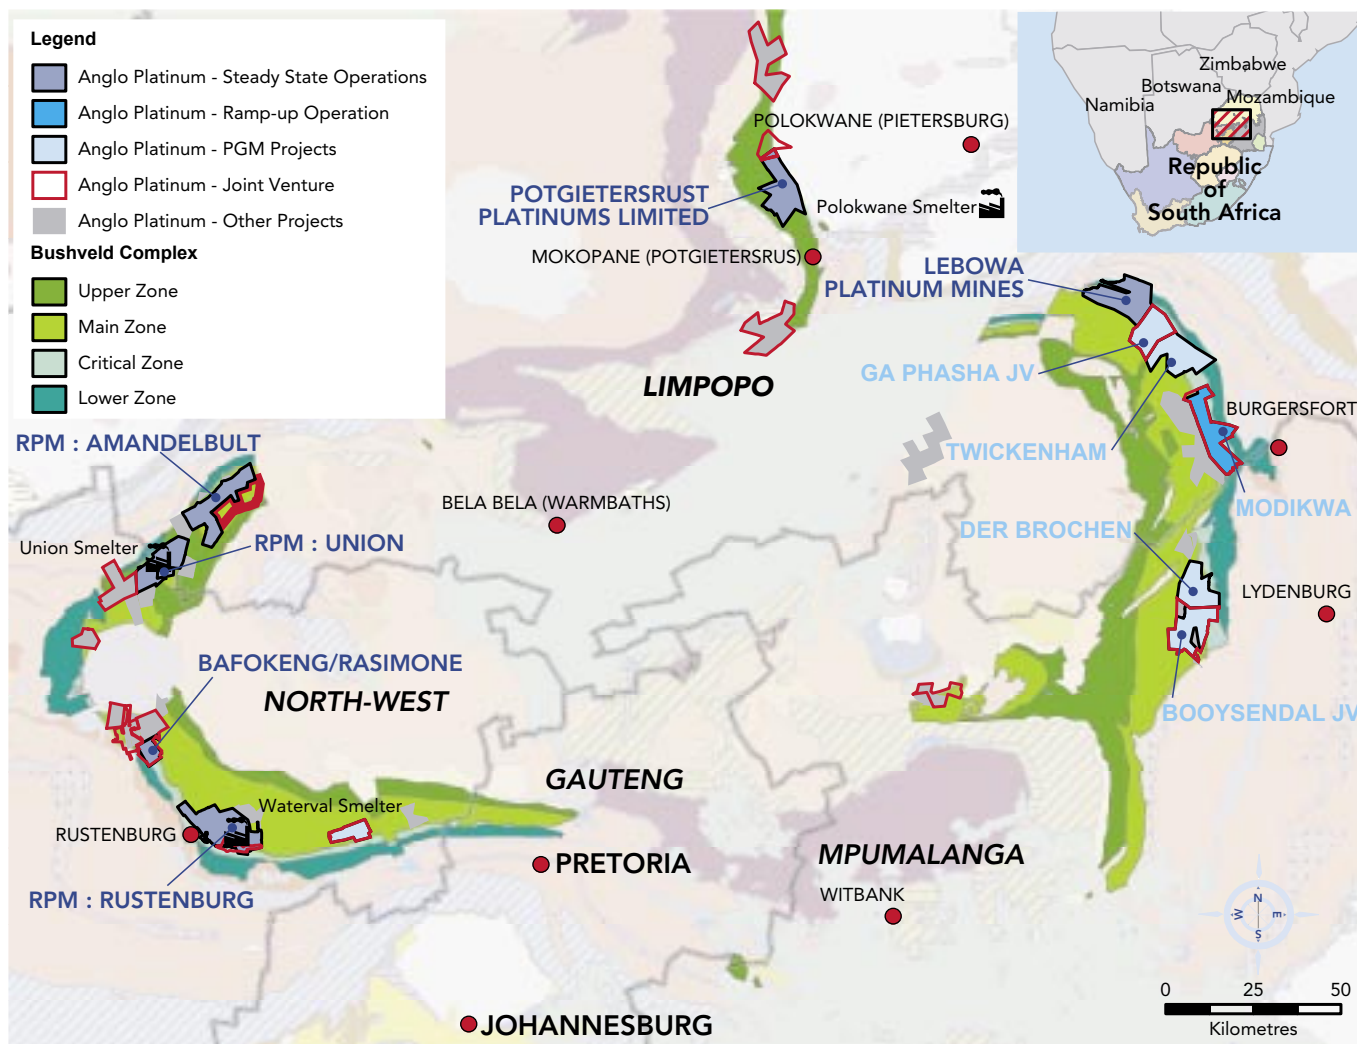 Legend
Anglo Platinum - Steady State Operations
Anglo Platinum - Ramp-up Operation
Anglo Platinum - PGM Projects
Anglo Platinum - Joint Venture
Anglo Platinum - Other Projects
Bushveld Complex
Upper Zone
Main Zone
Critical Zone
Lower Zone
Zimbabwe
Botswana
Mozambique
Namibia
Republic
of
South Africa
POLOKWANE (PIETERSBURG)
POTGIETERSRUST
PLATINUMS LIMITED
Polokwane Smelter
MOKOPANE (POTGIETERSRUS)
LEBOWA
PLATINUM MINES
LIMPOPO
GA PHASHA JV
BURGERSFORT
TWICKENHAM
RPM : AMANDELBULT
BELA BELA (WARMBATHS)
MODIKWA
DER BROCHEN
Union Smelter
RPM : UNION
LYDENBURG
BAFOKENG/RASIMONE
NORTH-WEST
BOOYSENDAL JV
GAUTENG
Waterval Smelter
RUSTENBURG
MPUMALANGA
PRETORIA
RPM : RUSTENBURG
WITBANK
N
W
E
S
0 25 50
Kilometres
JOHANNESBURG